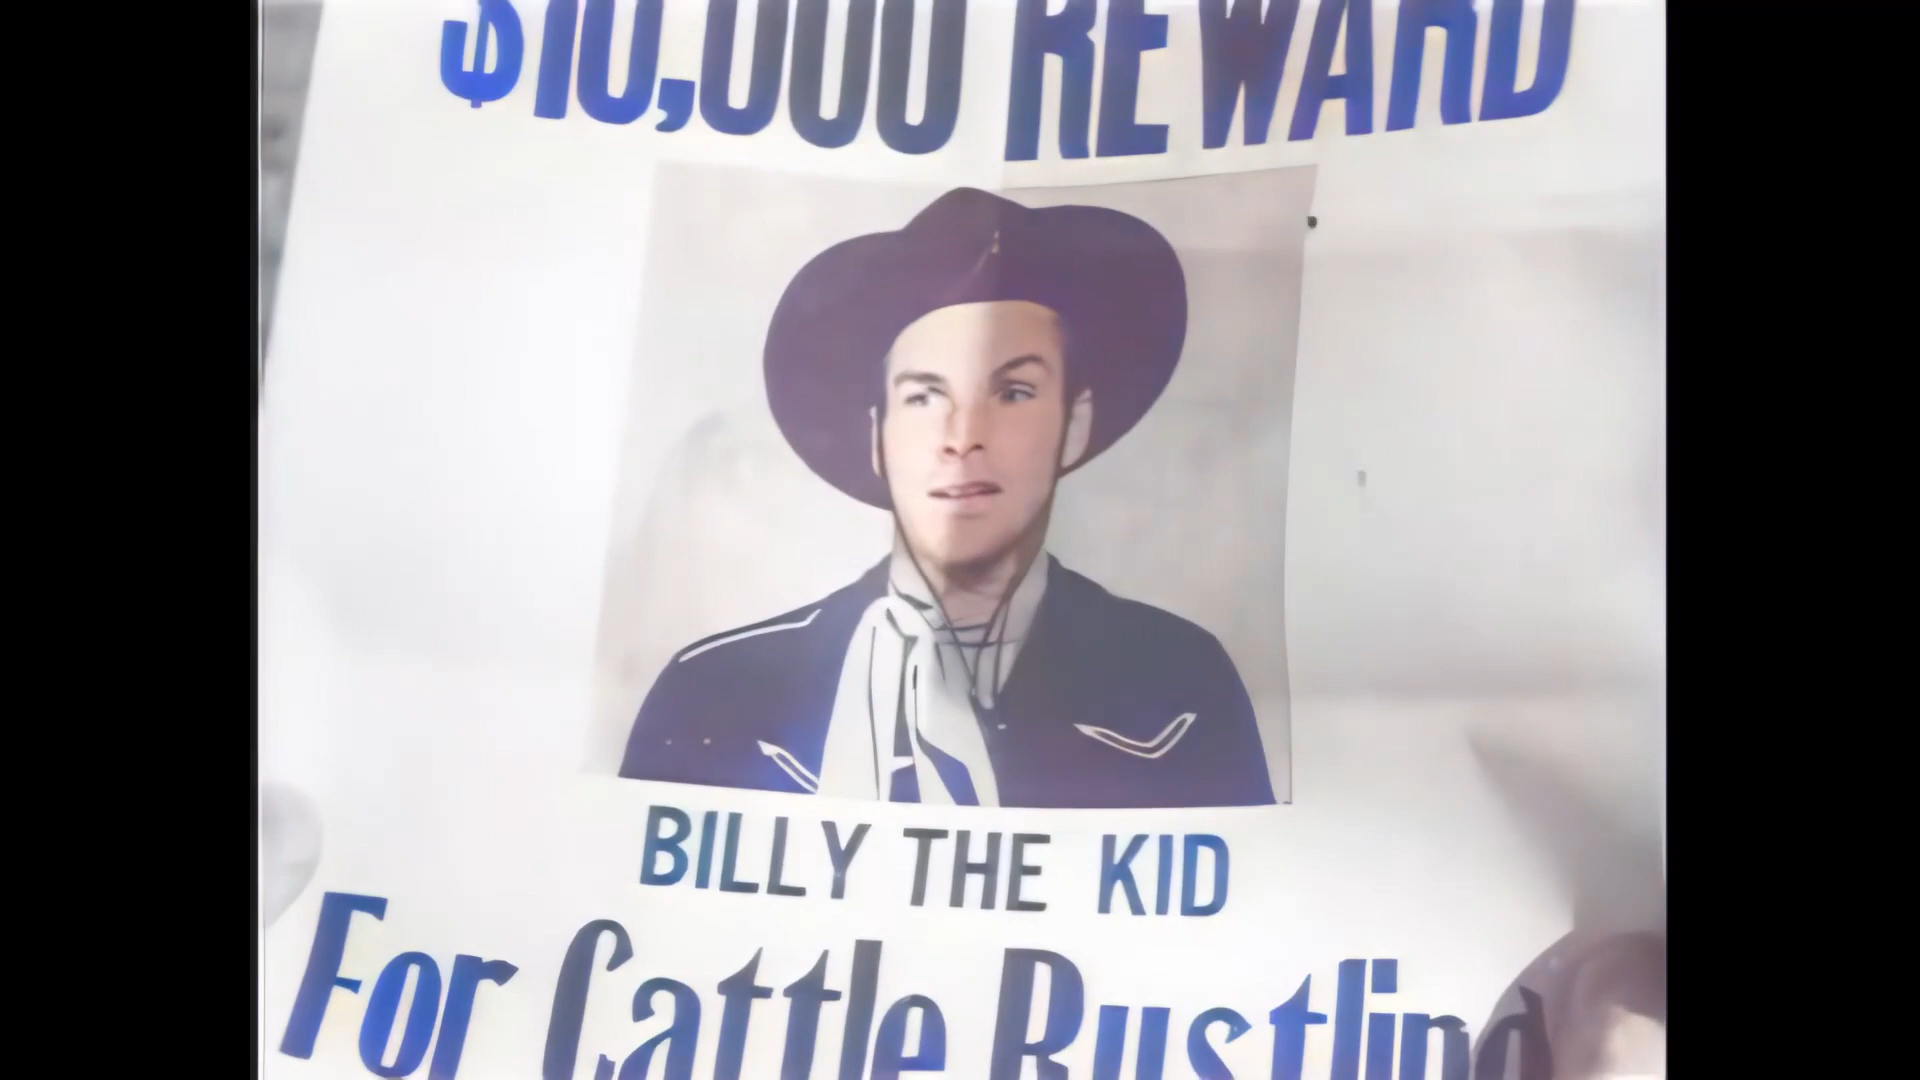 $10,000 REWARD
BILLY THE KID
For Cattle Rustling